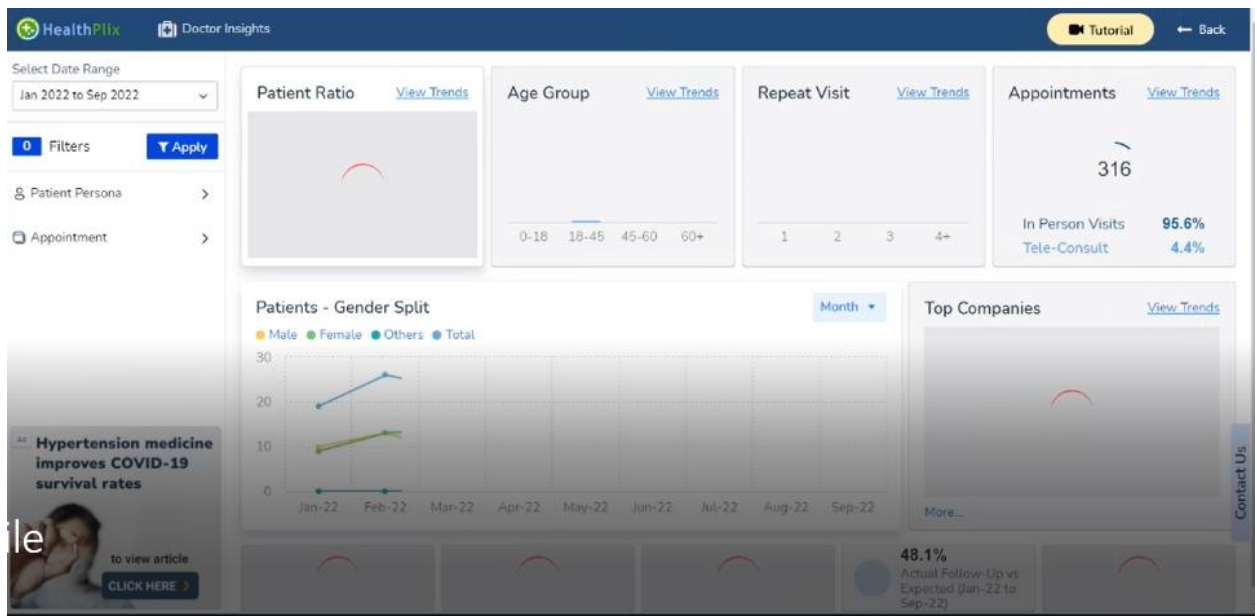 HealthPlix
Doctor Insights
Tutorial
← Back
Select Date Range
Jan 2022 to Sep 2022
0 Filters
Apply
Patient Persona
Appointment
Patient Ratio
View Trends
Age Group
View Trends
0-18 18-45 45-60 60+
Repeat Visit
View Trends
1 2 3 4+
Appointments
View Trends
316
In Person Visits 95.6%
Tele-Consult 4.4%
Patients - Gender Split
Month
Male Female Others Total
30
20
10
0
Jan-22 Feb-22 Mar-22 Apr-22 May-22 Jun-22 Jul-22 Aug-22 Sep-22
Top Companies
View Trends
More...
Contact Us
Ad
Hypertension medicine
improves COVID-19
survival rates
to view article
CLICK HERE
ile
48.1%
Actual Follow-Up vs
Expected (Jan-22 to
Sep-22)